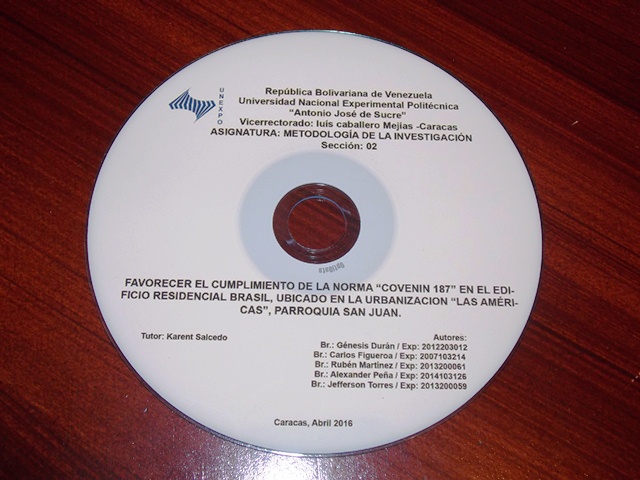 UNEXPO
República Bolivariana de Venezuela
Universidad Nacional Experimental Politécnica
"Antonio José de Sucre"
Vicerrectorado: luis caballero Mejías -Caracas
ASIGNATURA: METODOLOGÍA DE LA INVESTIGACIÓN
Sección: 02
FAVORECER EL CUMPLIMIENTO DE LA NORMA "COVENIN 187" EN EL EDI-
FICIO RESIDENCIAL BRASIL, UBICADO EN LA URBANIZACION "LAS AMÉRI-
CAS", PARROQUIA SAN JUAN.
Tutor: Karent Salcedo
Autores:
Br.: Génesis Durán / Exp: 2012203012
Br.: Carlos Figueroa / Exp: 2007103214
Br.: Rubén Martínez / Exp: 2013200061
Br.: Alexander Peña / Exp: 2014103126
Br.: Jefferson Torres / Exp: 2013200059
Caracas, Abril 2016